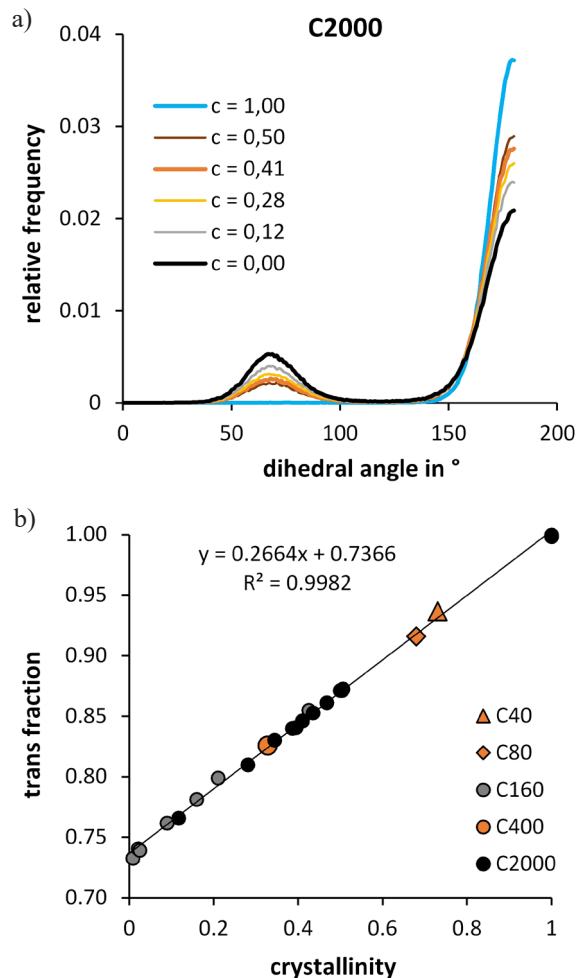 a)
C2000
0.04
0.03
0.02
0.01
0
relative frequency
c = 1,00
c = 0,50
c = 0,41
c = 0,28
c = 0,12
c = 0,00
0 50 100 150 200
dihedral angle in °
b)
1.00
0.95
0.90
0.85
0.80
0.75
0.70
trans fraction
y = 0.2664x + 0.7366
R² = 0.9982
C40
C80
C160
C400
C2000
0 0.2 0.4 0.6 0.8 1
crystallinity